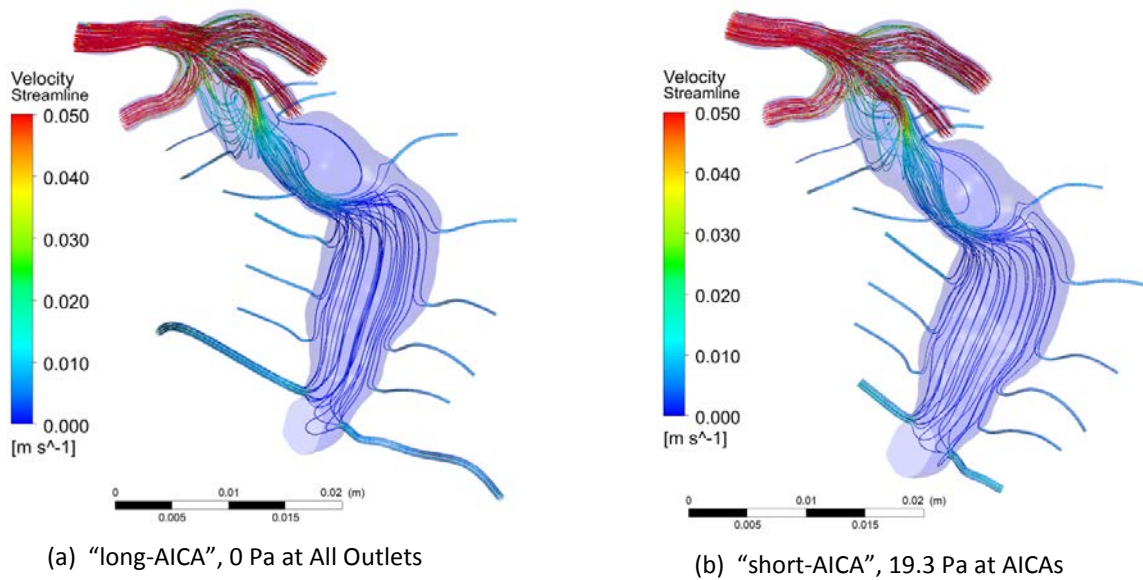 Velocity
Streamline
0.050
0.040
0.030
0.020
0.010
0.000
[m s^-1]
0 0.01 0.02 (m)
0.005 0.015
(a) "long-AICA", 0 Pa at All Outlets
Velocity
Streamline
0.050
0.040
0.030
0.020
0.010
0.000
[m s^-1]
0 0.01 0.02 (m)
0.005 0.015
(b) "short-AICA", 19.3 Pa at AICAs